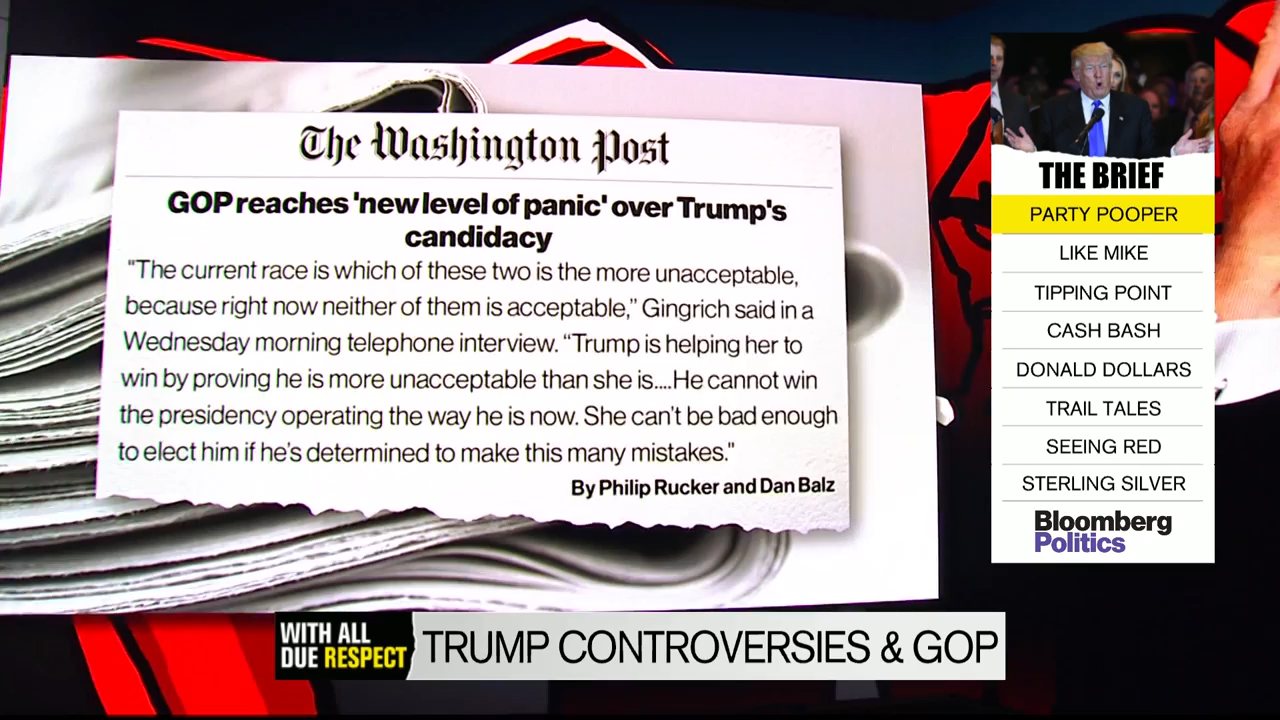 The Washington Post
GOP reaches 'new level of panic' over Trump's
candidacy
"The current race is which of these two is the more unacceptable,
because right now neither of them is acceptable,” Gingrich said in a
Wednesday morning telephone interview. “Trump is helping her to
win by proving he is more unacceptable than she is....He cannot win
the presidency operating the way he is now. She can’t be bad enough
to elect him if he’s determined to make this many mistakes."
By Philip Rucker and Dan Balz
THE BRIEF
PARTY POOPER
LIKE MIKE
TIPPING POINT
CASH BASH
DONALD DOLLARS
TRAIL TALES
SEEING RED
STERLING SILVER
Bloomberg
Politics
WITH ALL
DUE RESPECT
TRUMP CONTROVERSIES & GOP